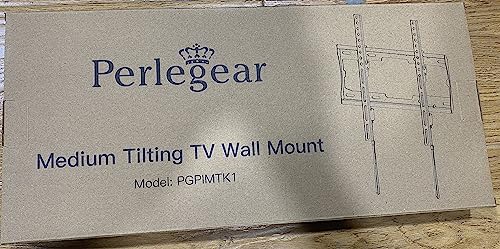 Perlegear
Medium Tilting TV Wall Mount
Model: PGPIMTK1